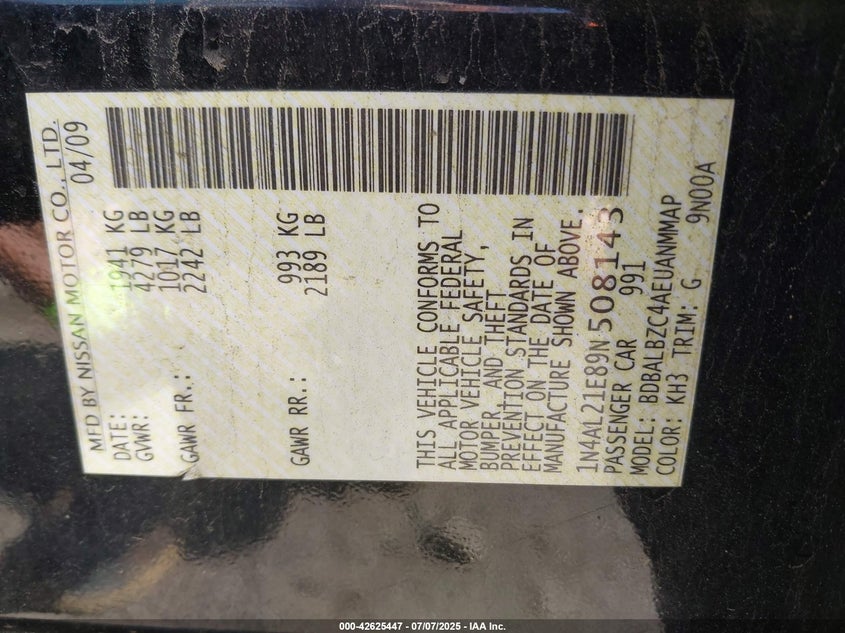 MFD BY NISSAN MOTOR CO., LTD.
DATE: 04/09
GVWR: 1941 KG
4279 LB
GAWR FR.: 1017 KG
2242 LB
GAWR RR.: 993 KG
2189 LB
THIS VEHICLE CONFORMS TO
ALL APPLICABLE FEDERAL
MOTOR VEHICLE SAFETY,
BUMPER, AND THEFT
PREVENTION STANDARDS IN
EFFECT ON THE DATE OF
MANUFACTURE SHOWN ABOVE.
1N4AL21E89N508143
PASSENGER CAR 991
MODEL: BDBALBZC4AEUANMMAP
COLOR: KH3 TRIM: G 9N00A
000-42625447 - 07/07/2025 - IAA Inc.